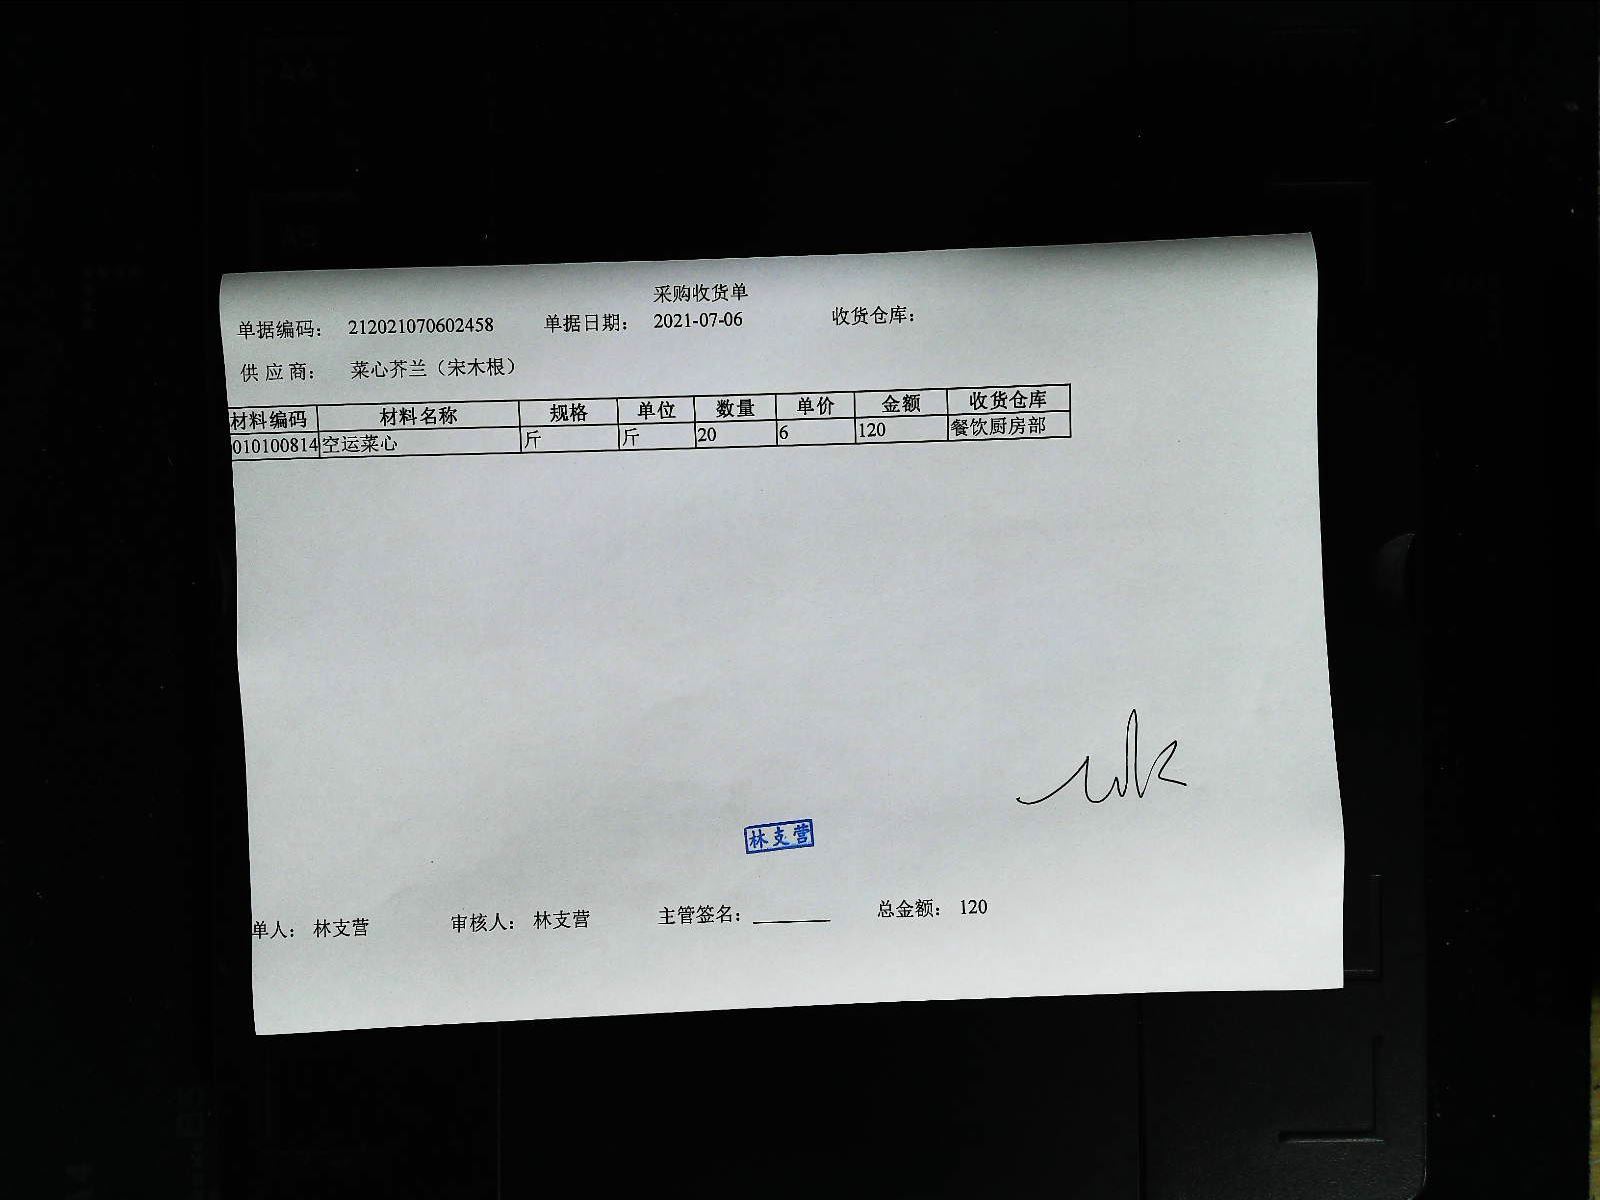 采购收货单
单据编码： 212021070602458 单据日期： 2021-07-06 收货仓库：
供 应 商： 菜心芥兰（宋木根）
材料编码 材料名称 规格 单位 数量 单价 金额 收货仓库
010100814 空运菜心 斤 斤 20 6 120 餐饮厨房部
林支营
单人： 林支营 审核人： 林支营 主管签名： 总金额： 120